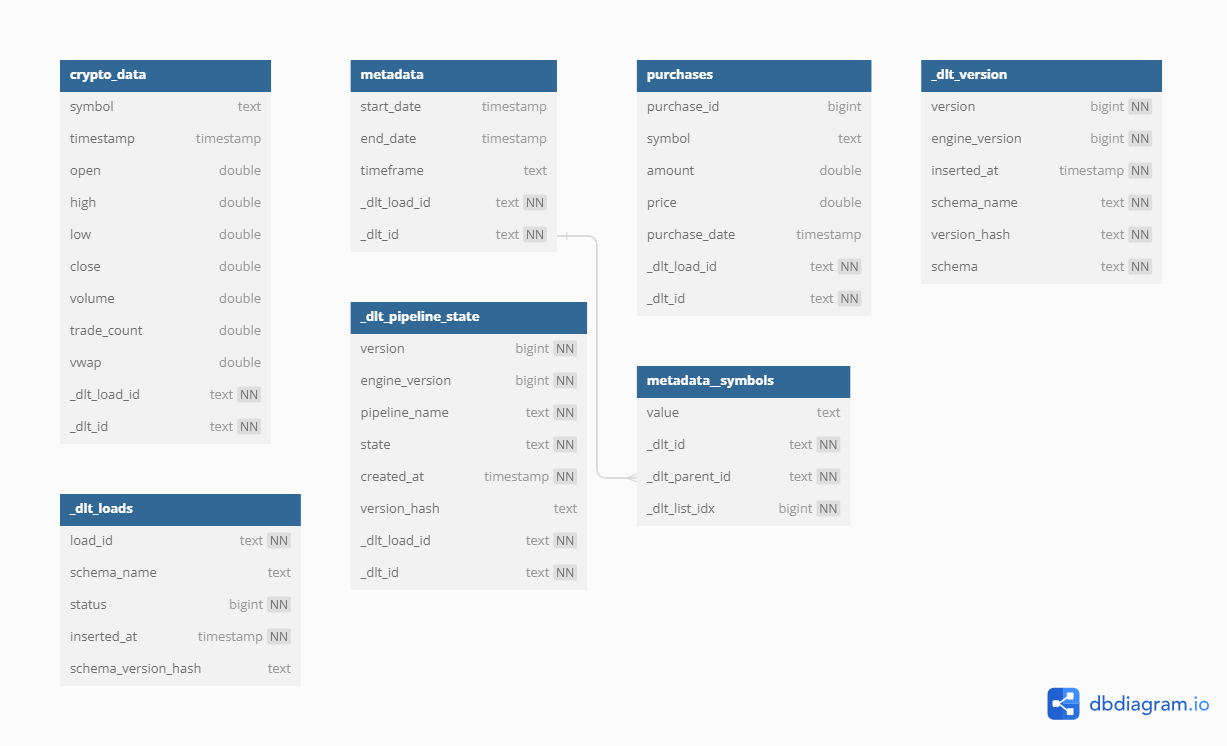 crypto_data
symbol text
timestamp timestamp
open double
high double
low double
close double
volume double
trade_count double
vwap double
_dlt_load_id text NN
_dlt_id text NN
_dlt_loads
load_id text NN
schema_name text
status bigint NN
inserted_at timestamp NN
schema_version_hash text
metadata
start_date timestamp
end_date timestamp
timeframe text
_dlt_load_id text NN
_dlt_id text NN
_dlt_pipeline_state
version bigint NN
engine_version bigint NN
pipeline_name text NN
state text NN
created_at timestamp NN
version_hash text
_dlt_load_id text NN
_dlt_id text NN
purchases
purchase_id bigint
symbol text
amount double
price double
purchase_date timestamp
_dlt_load_id text NN
_dlt_id text NN
metadata__symbols
value text
_dlt_id text NN
_dlt_parent_id text NN
_dlt_list_idx bigint NN
_dlt_version
version bigint NN
engine_version bigint NN
inserted_at timestamp NN
schema_name text NN
version_hash text NN
schema text NN
dbdiagram.io